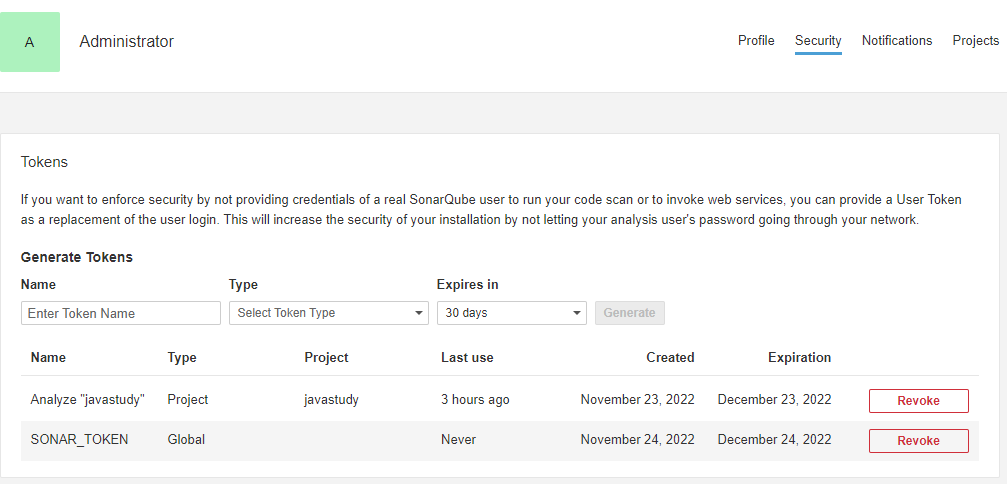 A
Administrator
Profile Security Notifications Projects
Tokens
If you want to enforce security by not providing credentials of a real SonarQube user to run your code scan or to invoke web services, you can provide a User Token
as a replacement of the user login. This will increase the security of your installation by not letting your analysis user's password going through your network.
Generate Tokens
Name Type Expires in
Enter Token Name Select Token Type 30 days Generate
Name Type Project Last use Created Expiration
Analyze "javastudy" Project javastudy 3 hours ago November 23, 2022 December 23, 2022 Revoke
SONAR_TOKEN Global Never November 24, 2022 December 24, 2022 Revoke